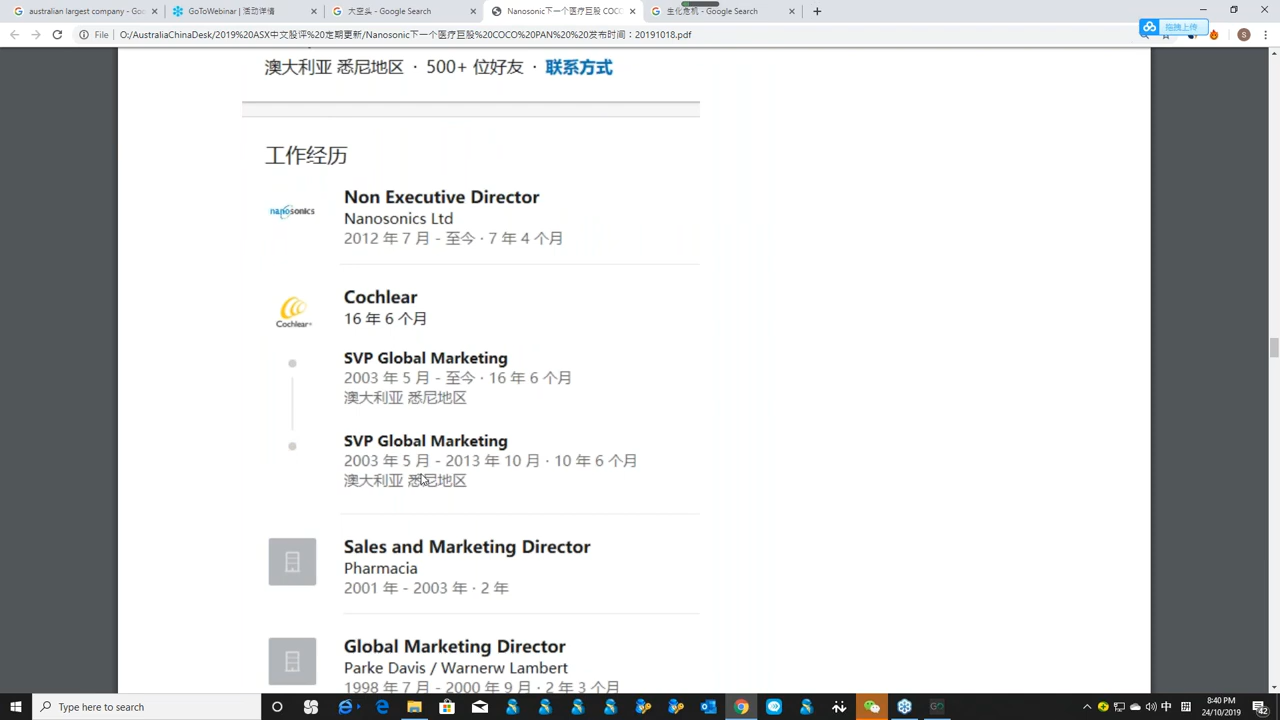 australian largest company - Goo
GoToWebinar | 活动详情
大空头 - Google Search
Nanosonic下一个医疗巨股 COCO
生化危机 - Google Search
File | O:/AustraliaChinaDesk/2019%20ASX中文股评%20定期更新/Nanosonic下一个医疗巨
OCO%20PAN%20%20发布时间：20191018.pdf
拖拽上传
S
澳大利亚 悉尼地区 · 500+ 位好友 · 联系方式
工作经历
nanosonics
Non Executive Director
Nanosonics Ltd
2012 年 7 月 - 至今 · 7 年 4 个月
Cochlear
Cochlear
16 年 6 个月
SVP Global Marketing
2003 年 5 月 - 至今 · 16 年 6 个月
澳大利亚 悉尼地区
SVP Global Marketing
2003 年 5 月 - 2013 年 10 月 · 10 年 6 个月
澳大利亚 悉尼地区
Sales and Marketing Director
Pharmacia
2001 年 - 2003 年 · 2 年
Global Marketing Director
Parke Davis / Warnerw Lambert
1998 年 7 月 - 2000 年 9 月 · 2 年 3 个月
Type here to search
中
拼
8:40 PM
24/10/2019
42